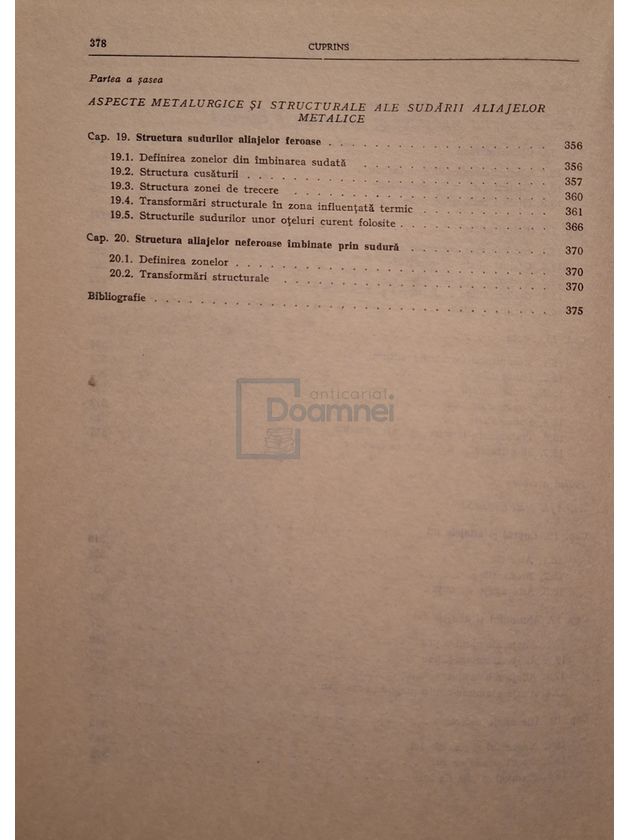 378
CUPRINS
Partea a șasea
ASPECTE METALURGICE ȘI STRUCTURALE ALE SUDĂRII ALIAJELOR
METALICE
Cap. 19. Structura sudurilor aliajelor feroase . . . . . . . . . . . . . . . 356
19.1. Definirea zonelor din îmbinarea sudată . . . . . . . . . . . . 356
19.2. Structura cusăturii . . . . . . . . . . . . . . . . . . . . 357
19.3. Structura zonei de trecere . . . . . . . . . . . . . . . . . 360
19.4. Transformări structurale în zona influențată termic . . . . . . . . 361
19.5. Structurile sudurilor unor oțeluri curent folosite . . . . . . . . . 366
Cap. 20. Structura aliajelor neferoase îmbinate prin sudură . . . . . . . . . 370
20.1. Definirea zonelor . . . . . . . . . . . . . . . . . . . . . 370
20.2. Transformări structurale . . . . . . . . . . . . . . . . . . 370
Bibliografie . . . . . . . . . . . . . . . . . . . . . . . . . . . 375
anticariat
Doamnei